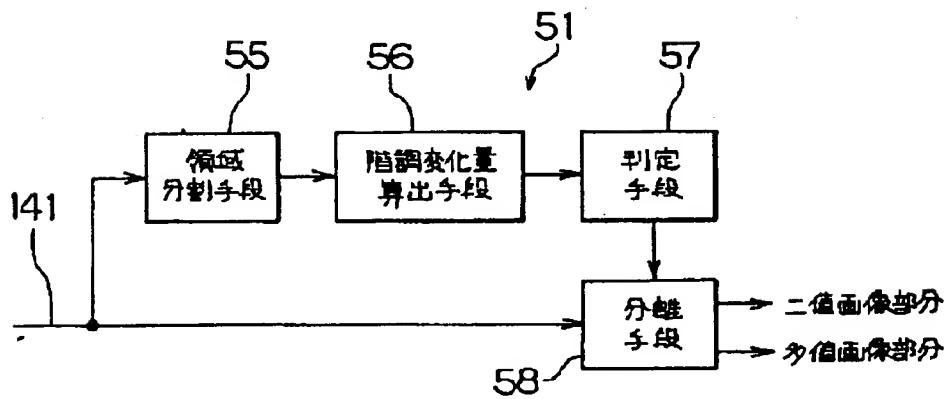 51
55
56
57
領域
分割手段
階調変化量
算出手段
判定
手段
141
分離
手段
二値画像部分
多値画像部分
58